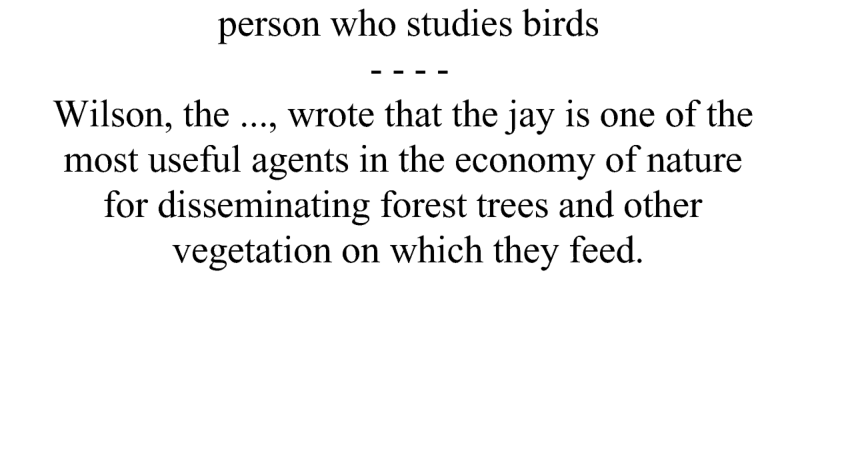 person who studies birds
- - - -
Wilson, the ..., wrote that the jay is one of the
most useful agents in the economy of nature
for disseminating forest trees and other
vegetation on which they feed.